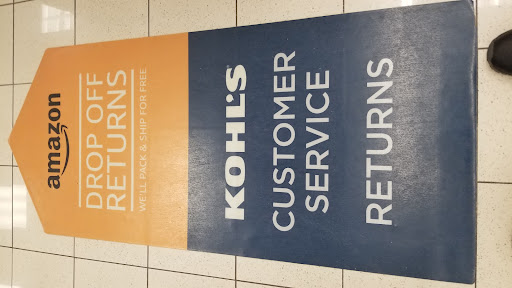 amazon
DROP OFF
RETURNS
WE'LL PACK & SHIP FOR FREE
KOHL'S
CUSTOMER
SERVICE
RETURNS